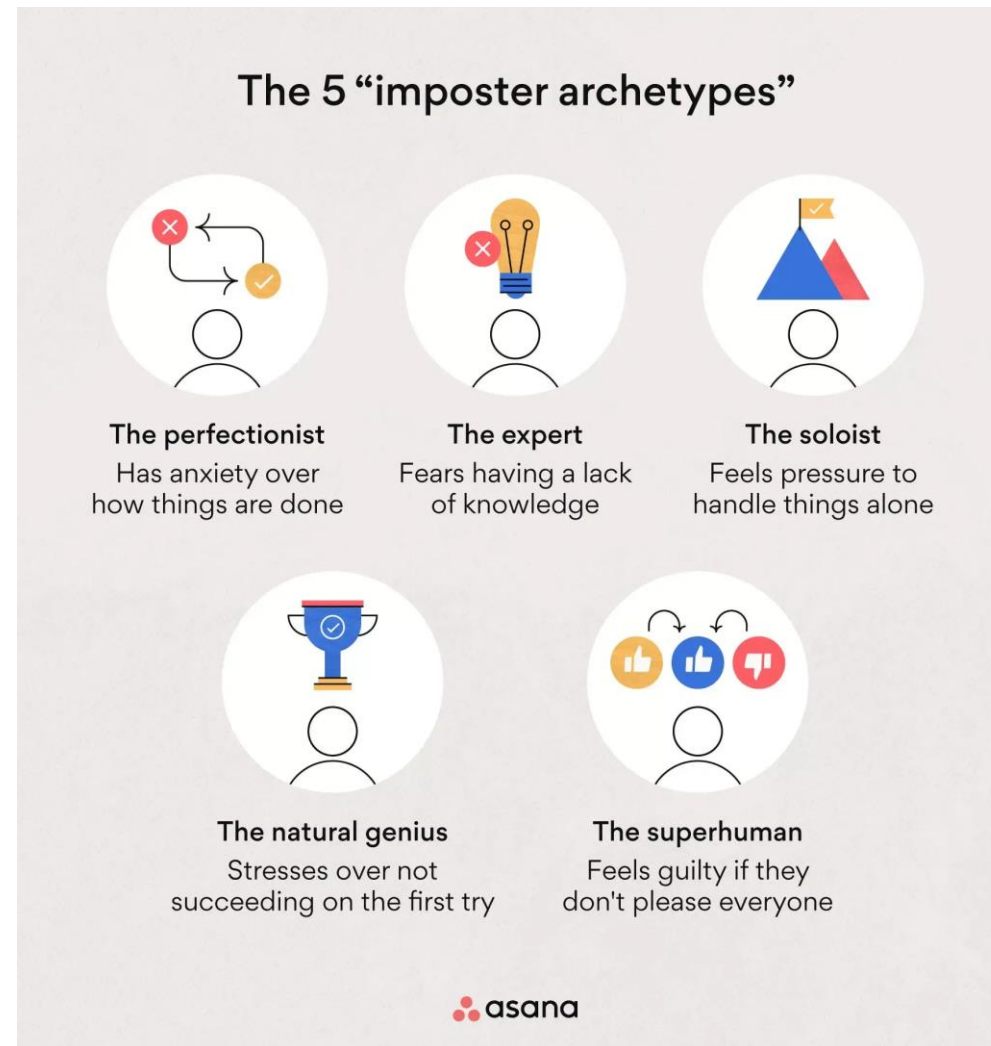 The 5 “imposter archetypes”
The perfectionist
Has anxiety over
how things are done
The expert
Fears having a lack
of knowledge
The soloist
Feels pressure to
handle things alone
The natural genius
Stresses over not
succeeding on the first try
The superhuman
Feels guilty if they
don't please everyone
asana